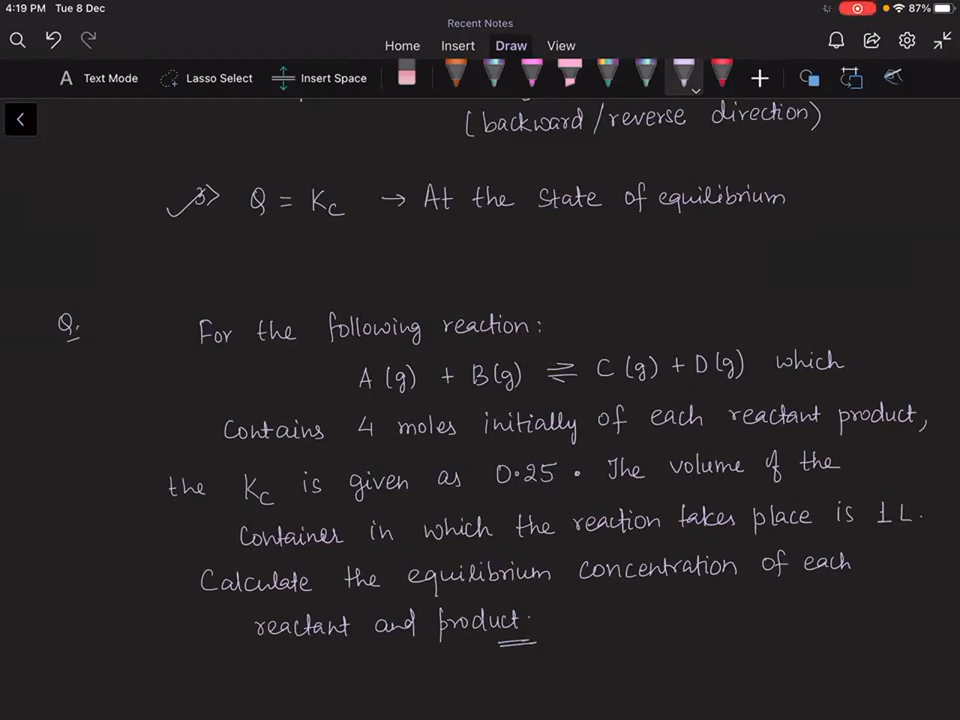 4:19 PM Tue 8 Dec
87%
Recent Notes
Home Insert Draw View
Text Mode Lasso Select Insert Space
(backward/reverse direction)
3> Q = Kc → At the state of equilibrium
Q. For the following reaction:
A (g) + B(g) ⇌ C (g) + D(g) which
Contains 4 moles initially of each reactant product,
the Kc is given as 0.25. The volume of the
Container in which the reaction takes place is 1L.
Calculate the equilibrium concentration of each
reactant and product.